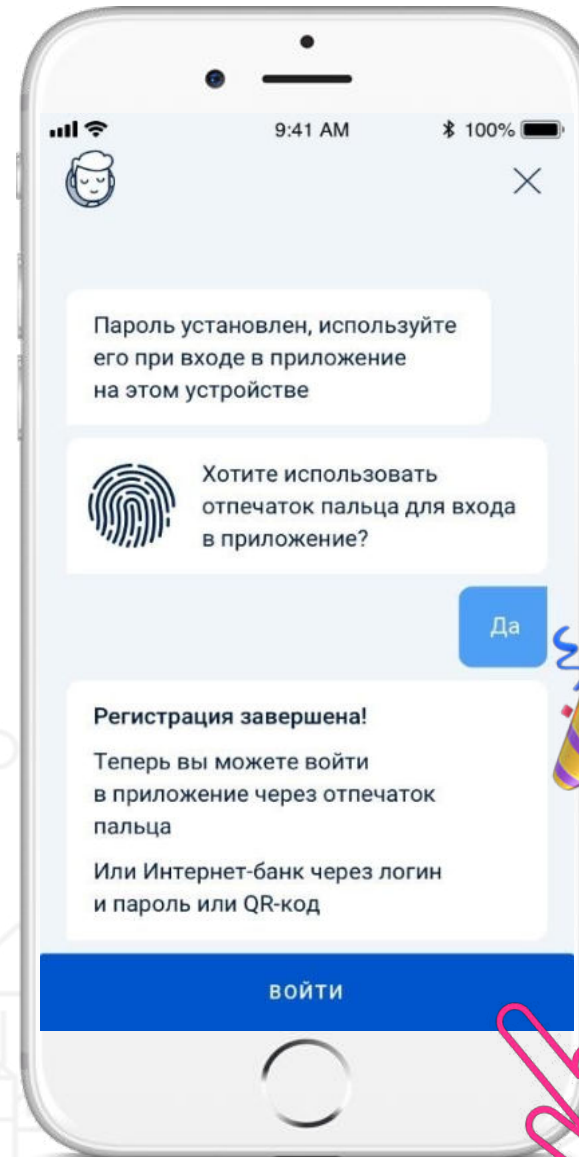 9:41 AM 100%
Пароль установлен, используйте
его при входе в приложение
на этом устройстве
Хотите использовать
отпечаток пальца для входа
в приложение?
Да
Регистрация завершена!
Теперь вы можете войти
в приложение через отпечаток
пальца
Или Интернет-банк через логин
и пароль или QR-код
ВОЙТИ